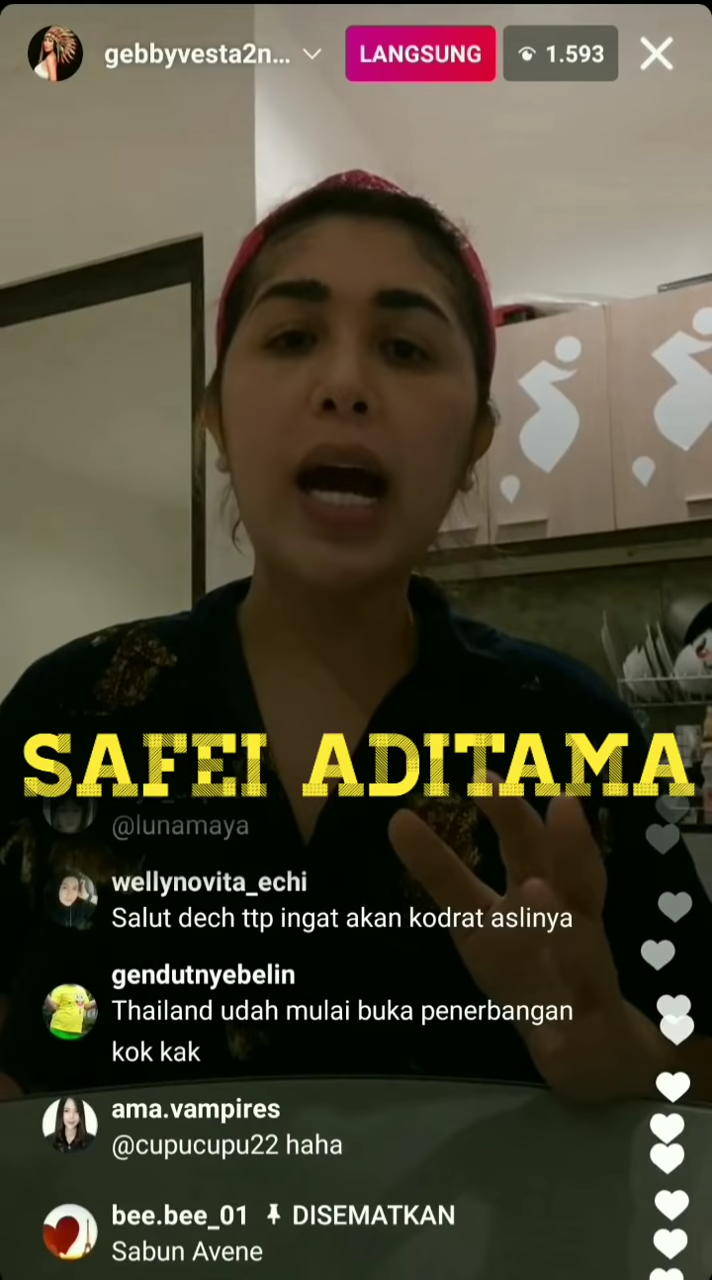 gebbyvesta2n...
LANGSUNG
1.593
SAFEI ADITAMA
@lunamaya
wellynovita_echi
Salut dech ttp ingat akan kodrat aslinya
gendutnyebelin
Thailand udah mulai buka penerbangan
kok kak
ama.vampires
@cupucupu22 haha
bee.bee_01 DISEMATKAN
Sabun Avene